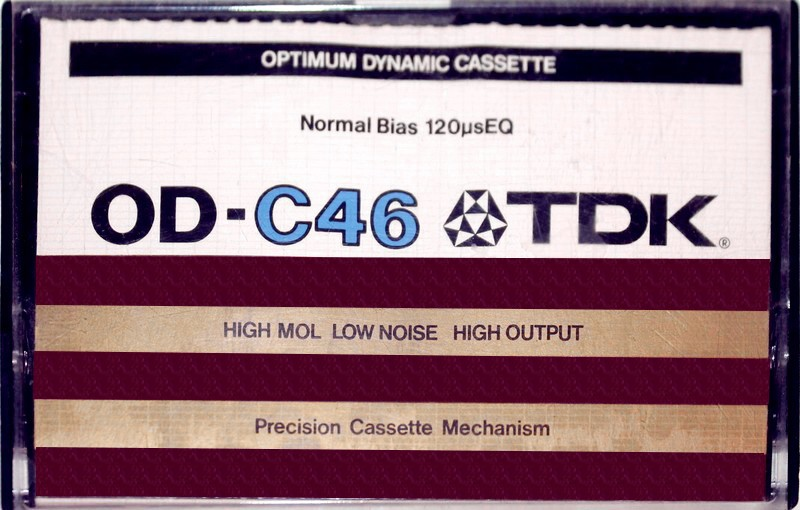 OPTIMUM DYNAMIC CASSETTE
Normal Bias 120µsEQ
OD-C46 TDK®
HIGH MOL LOW NOISE HIGH OUTPUT
Precision Cassette Mechanism